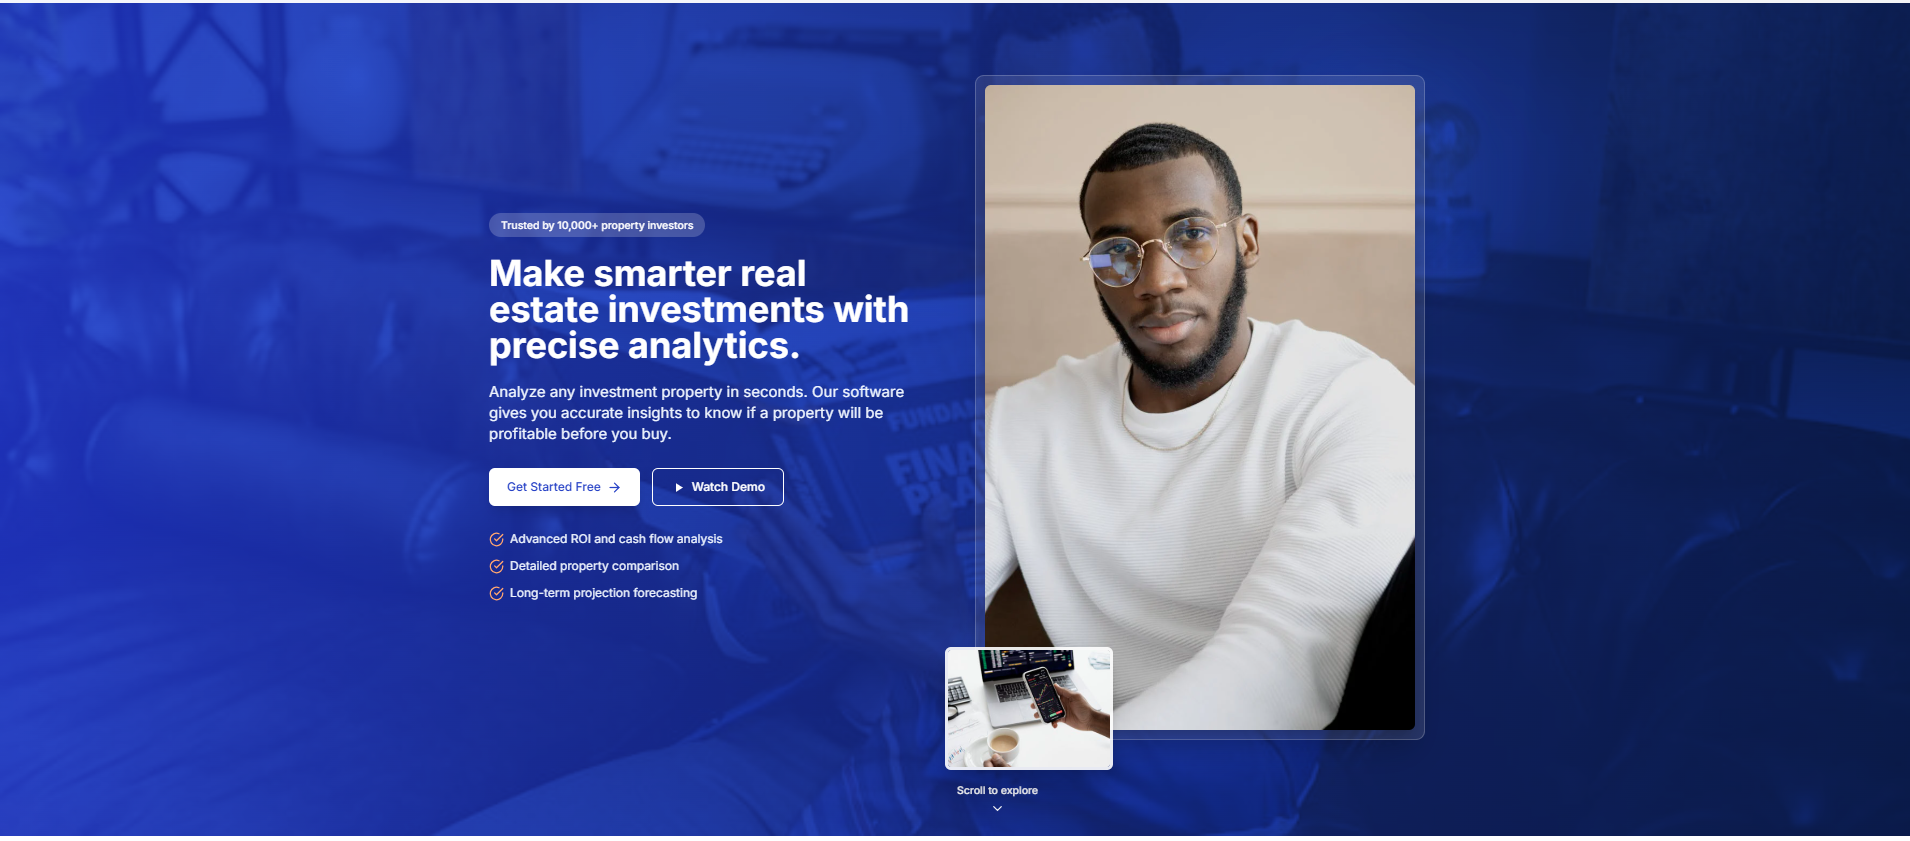 Trusted by 10,000+ property investors
Make smarter real
estate investments with
precise analytics.
Analyze any investment property in seconds. Our software
gives you accurate insights to know if a property will be
profitable before you buy.
Get Started Free
Watch Demo
Advanced ROI and cash flow analysis
Detailed property comparison
Long-term projection forecasting
Scroll to explore